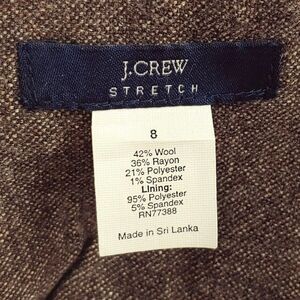 J.CREW
STRETCH
8
42% Wool
36% Rayon
21% Polyester
1% Spandex
Lining:
95% Polyester
5% Spandex
RN77388
Made in Sri Lanka